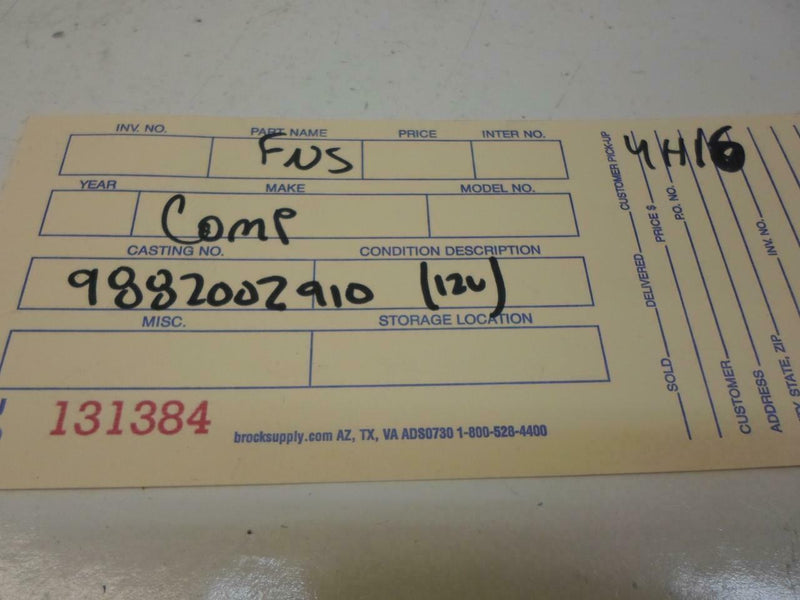 INV. NO. PART NAME PRICE INTER NO.
FNS
YEAR MAKE MODEL NO.
Comp
CASTING NO. CONDITION DESCRIPTION
9882002910 (12V)
MISC. STORAGE LOCATION
131384
brocksupply.com AZ, TX, VA ADS0730 1-800-528-4400
4H16
SOLD DELIVERED CUSTOMER PICK-UP
PRICE $
CUSTOMER P.O. NO.
ADDRESS
ZIP INV. NO.
STATE,